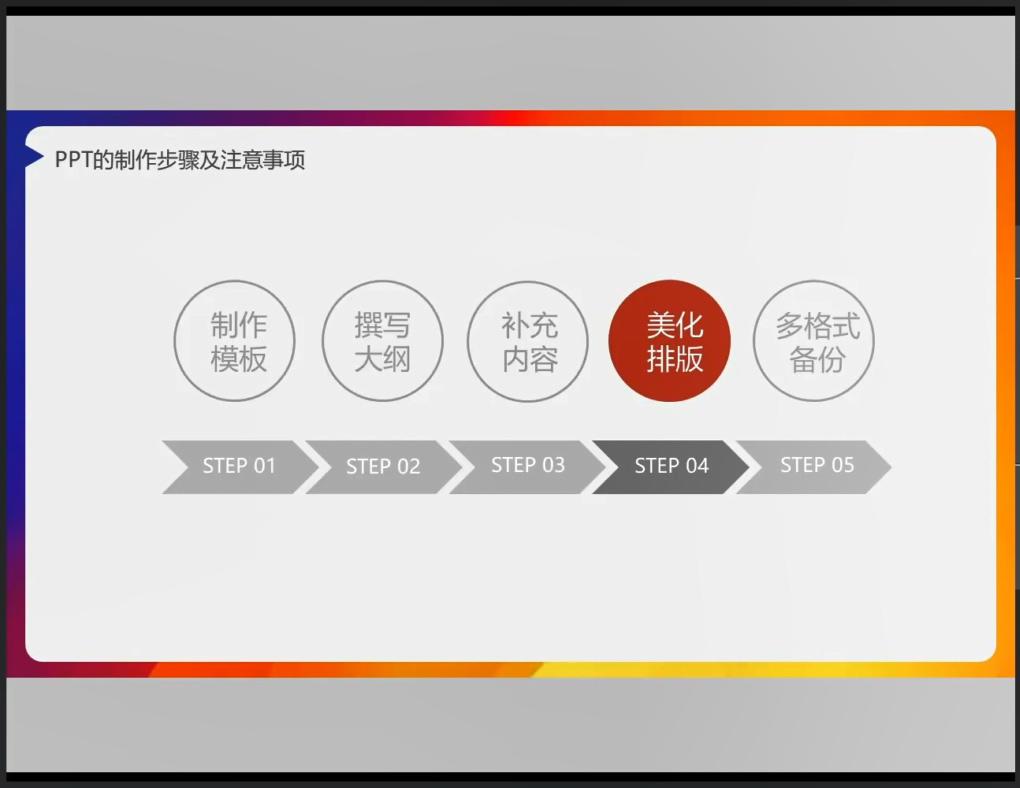 PPT的制作步骤及注意事项
制作
模板
撰写
大纲
补充
内容
美化
排版
多格式
备份
STEP 01
STEP 02
STEP 03
STEP 04
STEP 05